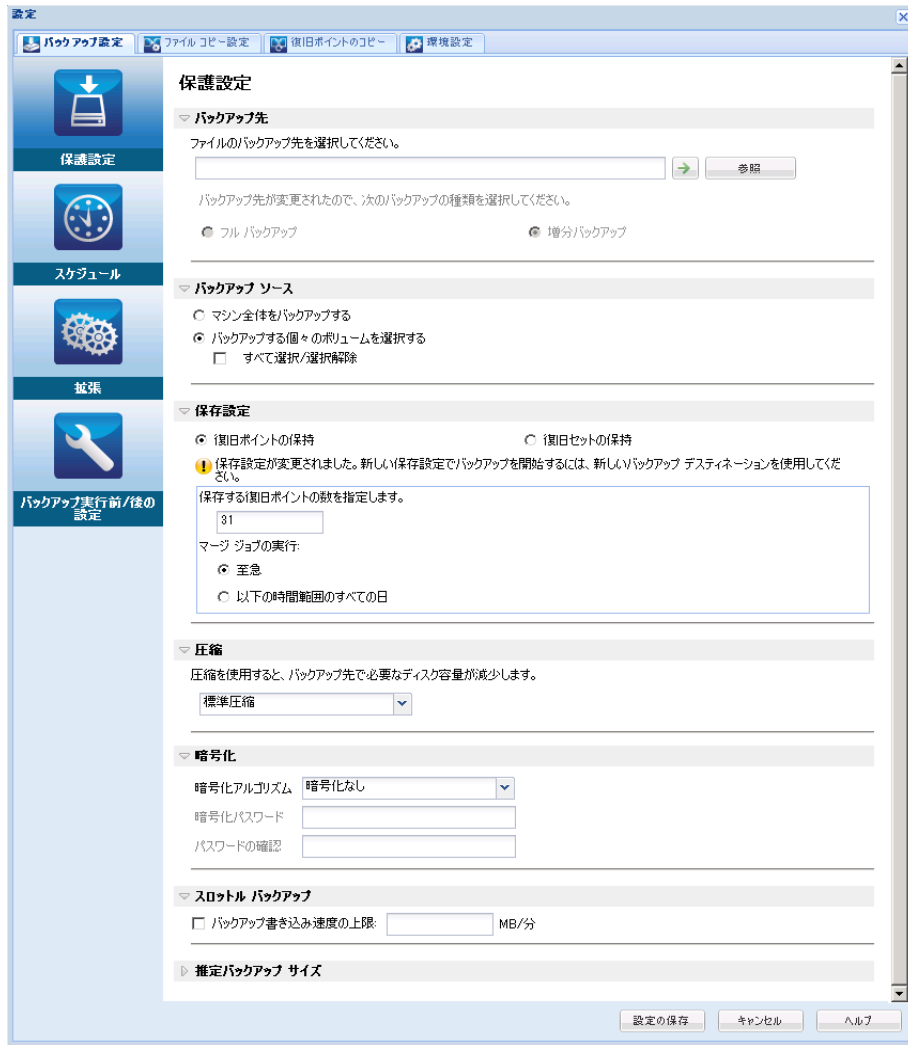 設定
バックアップ設定
ファイル コピー設定
復旧ポイントのコピー
環境設定
保護設定
スケジュール
拡張
バックアップ実行前/後の
設定
保護設定
バックアップ先
ファイルのバックアップ先を選択してください。
参照
バックアップ先が変更されたので、次のバックアップの種類を選択してください。
フル バックアップ
増分バックアップ
バックアップ ソース
マシン全体をバックアップする
バックアップする個々のボリュームを選択する
すべて選択/選択解除
保存設定
復旧ポイントの保持
復旧セットの保持
保存設定が変更されました。新しい保存設定でバックアップを開始するには、新しいバックアップ デスティネーションを使用してくだ
さい。
保存する復旧ポイントの数を指定します。
31
マージ ジョブの実行:
至急
以下の時間範囲のすべての日
圧縮
圧縮を使用すると、バックアップ先で必要なディスク容量が減少します。
標準圧縮
暗号化
暗号化アルゴリズム 暗号化なし
暗号化パスワード
パスワードの確認
スロットル バックアップ
バックアップ書き込み速度の上限: MB/分
推定バックアップ サイズ
設定の保存
キャンセル
ヘルプ